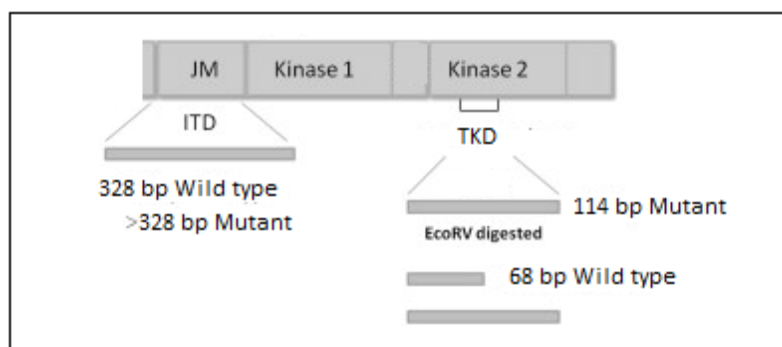 JM Kinase 1 Kinase 2
ITD
TKD
328 bp Wild type
>328 bp Mutant
114 bp Mutant
EcoRV digested
68 bp Wild type